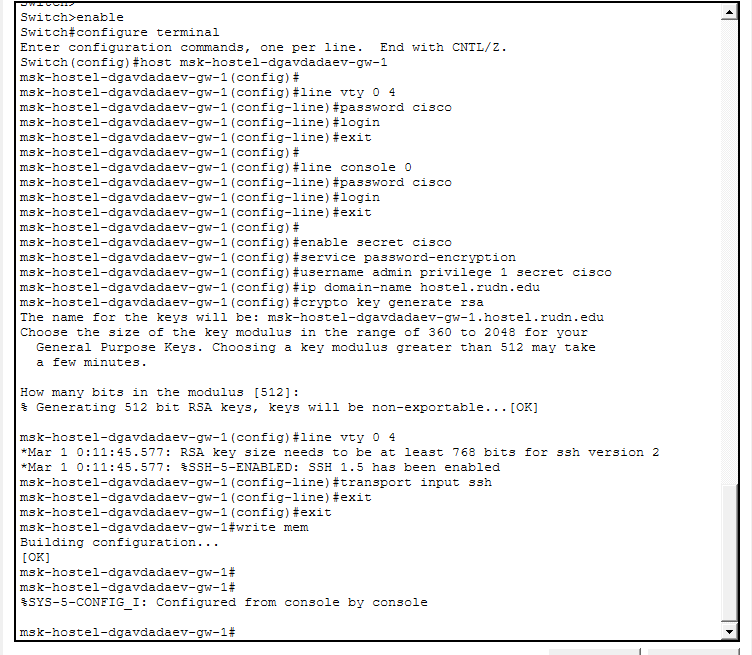 Switch>
Switch>enable
Switch#configure terminal
Enter configuration commands, one per line.  End with CNTL/Z.
Switch(config)#host msk-hostel-dgavdadaev-gw-1
msk-hostel-dgavdadaev-gw-1(config)#
msk-hostel-dgavdadaev-gw-1(config)#line vty 0 4
msk-hostel-dgavdadaev-gw-1(config-line)#password cisco
msk-hostel-dgavdadaev-gw-1(config-line)#login
msk-hostel-dgavdadaev-gw-1(config-line)#exit
msk-hostel-dgavdadaev-gw-1(config)#
msk-hostel-dgavdadaev-gw-1(config)#line console 0
msk-hostel-dgavdadaev-gw-1(config-line)#password cisco
msk-hostel-dgavdadaev-gw-1(config-line)#login
msk-hostel-dgavdadaev-gw-1(config-line)#exit
msk-hostel-dgavdadaev-gw-1(config)#
msk-hostel-dgavdadaev-gw-1(config)#enable secret cisco
msk-hostel-dgavdadaev-gw-1(config)#service password-encryption
msk-hostel-dgavdadaev-gw-1(config)#username admin privilege 1 secret cisco
msk-hostel-dgavdadaev-gw-1(config)#ip domain-name hostel.rudn.edu
msk-hostel-dgavdadaev-gw-1(config)#crypto key generate rsa
The name for the keys will be: msk-hostel-dgavdadaev-gw-1.hostel.rudn.edu
Choose the size of the key modulus in the range of 360 to 2048 for your
  General Purpose Keys. Choosing a key modulus greater than 512 may take
  a few minutes.
How many bits in the modulus [512]:
% Generating 512 bit RSA keys, keys will be non-exportable...[OK]
msk-hostel-dgavdadaev-gw-1(config)#line vty 0 4
*Mar 1 0:11:45.577: RSA key size needs to be at least 768 bits for ssh version 2
*Mar 1 0:11:45.577: %SSH-5-ENABLED: SSH 1.5 has been enabled
msk-hostel-dgavdadaev-gw-1(config-line)#transport input ssh
msk-hostel-dgavdadaev-gw-1(config-line)#exit
msk-hostel-dgavdadaev-gw-1(config)#exit
msk-hostel-dgavdadaev-gw-1#write mem
Building configuration...
[OK]
msk-hostel-dgavdadaev-gw-1#
msk-hostel-dgavdadaev-gw-1#
%SYS-5-CONFIG_I: Configured from console by console
msk-hostel-dgavdadaev-gw-1#